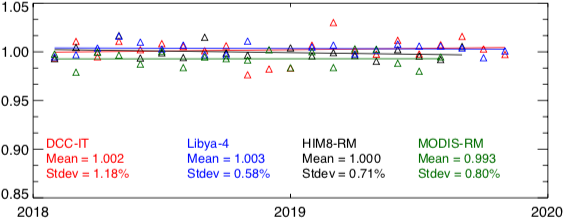 1.05
1.00
0.95
0.90
0.85
DCC-IT Libya-4 HIM8-RM MODIS-RM
Mean = 1.002 Mean = 1.003 Mean = 1.000 Mean = 0.993
Stdev = 1.18% Stdev = 0.58% Stdev = 0.71% Stdev = 0.80%
2018 2019 2020